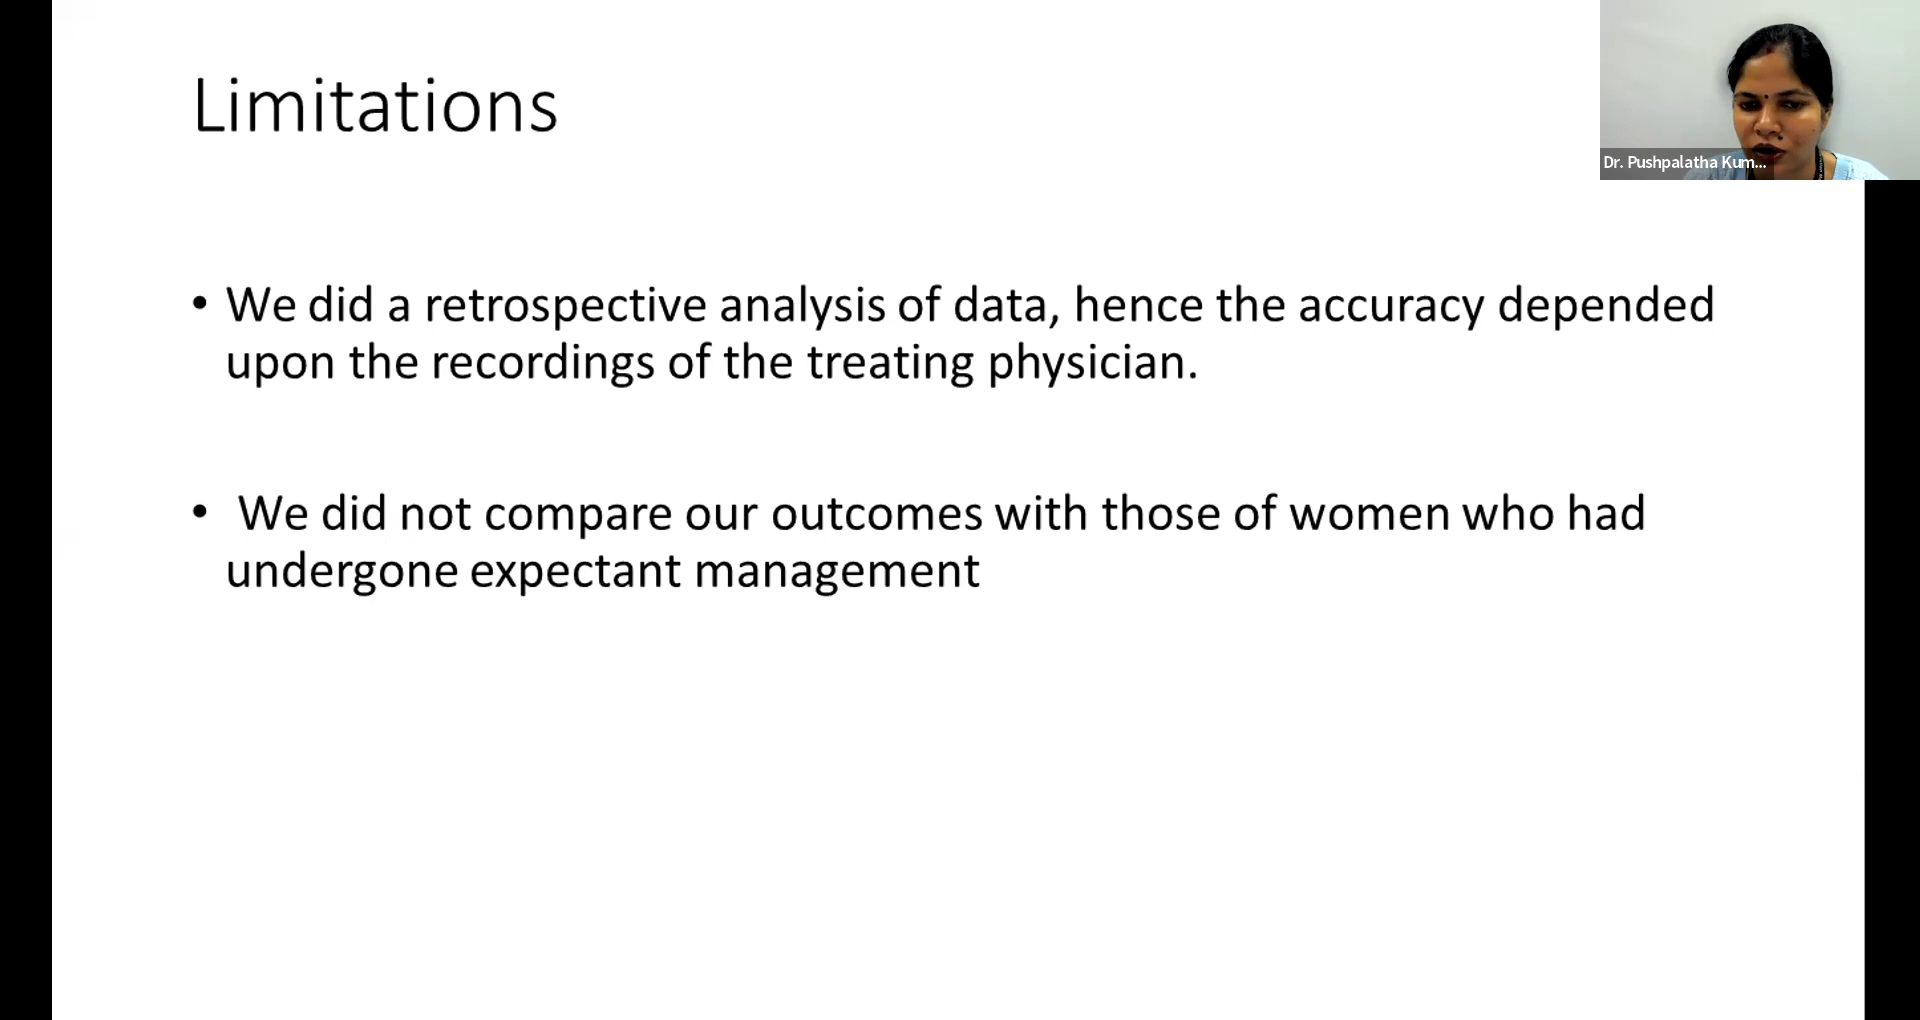 Limitations
Dr. Pushpalatha Kum...
• We did a retrospective analysis of data, hence the accuracy depended
upon the recordings of the treating physician.
• We did not compare our outcomes with those of women who had
undergone expectant management